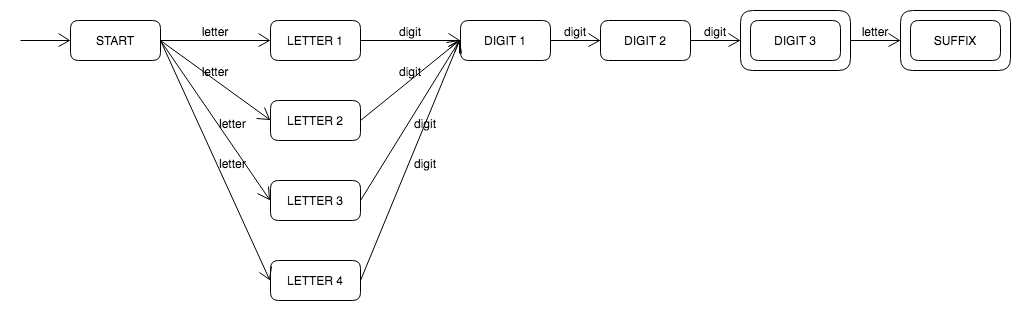 letter digit digit digit letter
START LETTER 1 DIGIT 1 DIGIT 2 DIGIT 3 SUFFIX
letter digit
LETTER 2
letter digit
letter digit
LETTER 3
LETTER 4